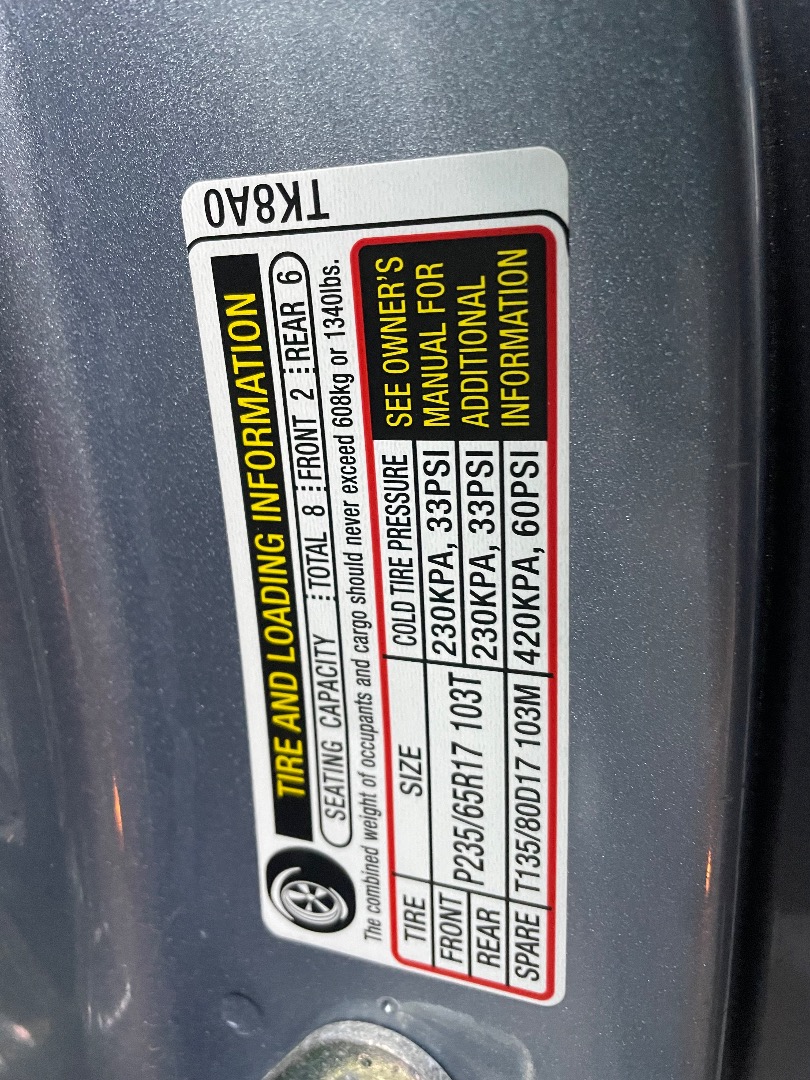 TK8A0
TIRE AND LOADING INFORMATION
SEATING CAPACITY TOTAL 8 FRONT 2 REAR 6
The combined weight of occupants and cargo should never exceed 608kg or 1340lbs.
TIRE SIZE COLD TIRE PRESSURE
FRONT P235/65R17 103T 230KPA, 33PSI
REAR 230KPA, 33PSI
SPARE T135/80D17 103M 420KPA, 60PSI
SEE OWNER'S
MANUAL FOR
ADDITIONAL
INFORMATION